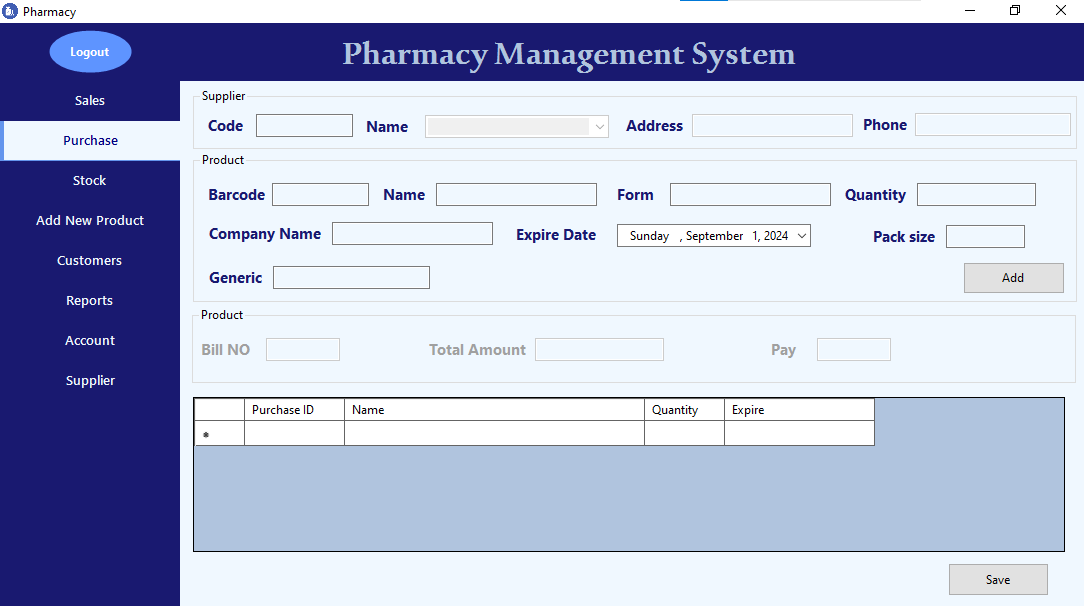 Pharmacy
Logout
Pharmacy Management System
Sales
Purchase
Stock
Add New Product
Customers
Reports
Account
Supplier
Supplier
Code Name Address Phone
Product
Barcode Name Form Quantity
Company Name Expire Date Sunday , September 1, 2024 Pack size
Generic Add
Product
Bill NO Total Amount Pay
Purchase ID Name Quantity Expire
Save